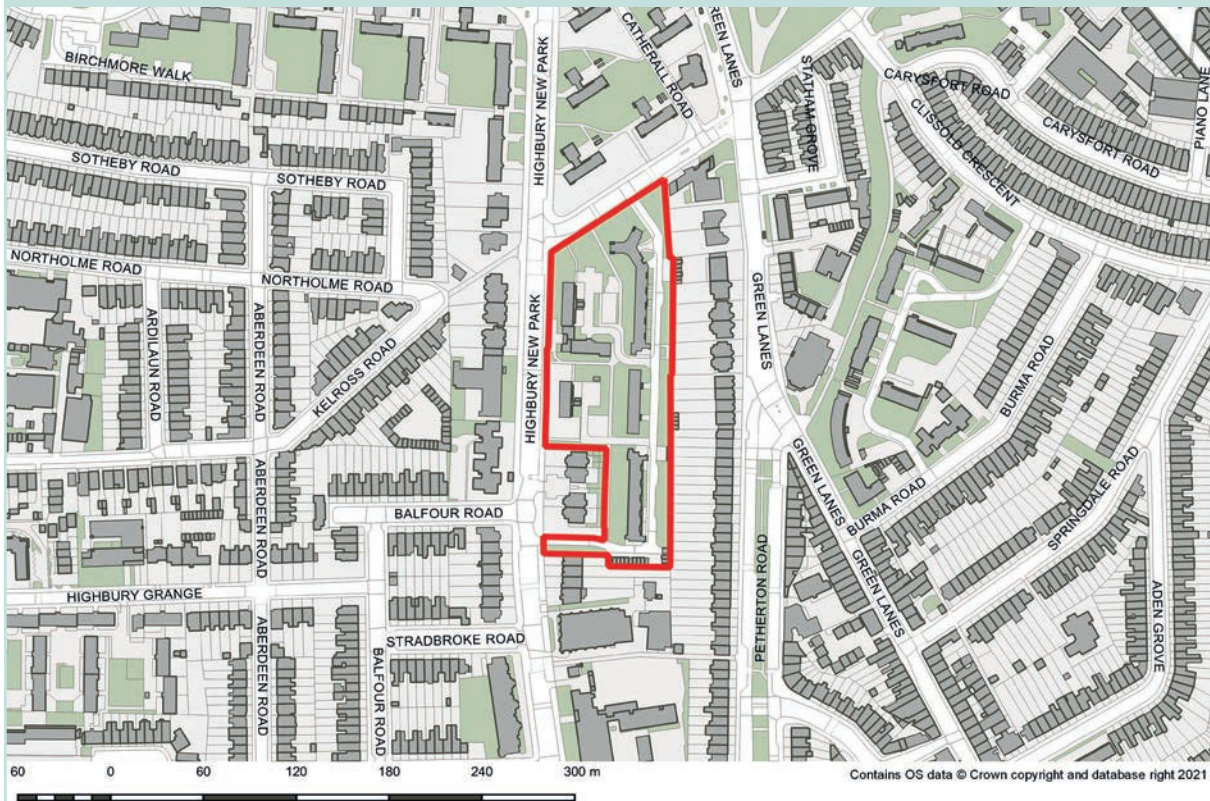 CATHERALL ROAD
GREEN LANES
HIGHBURY NEW PARK
BIRCHMORE WALK
STATHAM GROVE
CARYSFORT ROAD
CARYSFORT ROAD
PIANO LANE
CLISSOLD CRESCENT
SOTHEBY ROAD
SOTHEBY ROAD
NORTHOLME ROAD
NORTHOLME ROAD
ARDILAUN ROAD
ABERDEEN ROAD
KELROSS ROAD
HIGHBURY NEW PARK
GREEN LANES
BURMA ROAD
GREEN LANES
BURMA ROAD
SPRINGDALE ROAD
ABERDEEN ROAD
BALFOUR ROAD
HIGHBURY GRANGE
PETHERTON ROAD
GREEN LANES
ADEN GROVE
STRADBROKE ROAD
ABERDEEN ROAD
BALFOUR ROAD
60 0 60 120 180 240 300 m
Contains OS data © Crown copyright and database right 2021